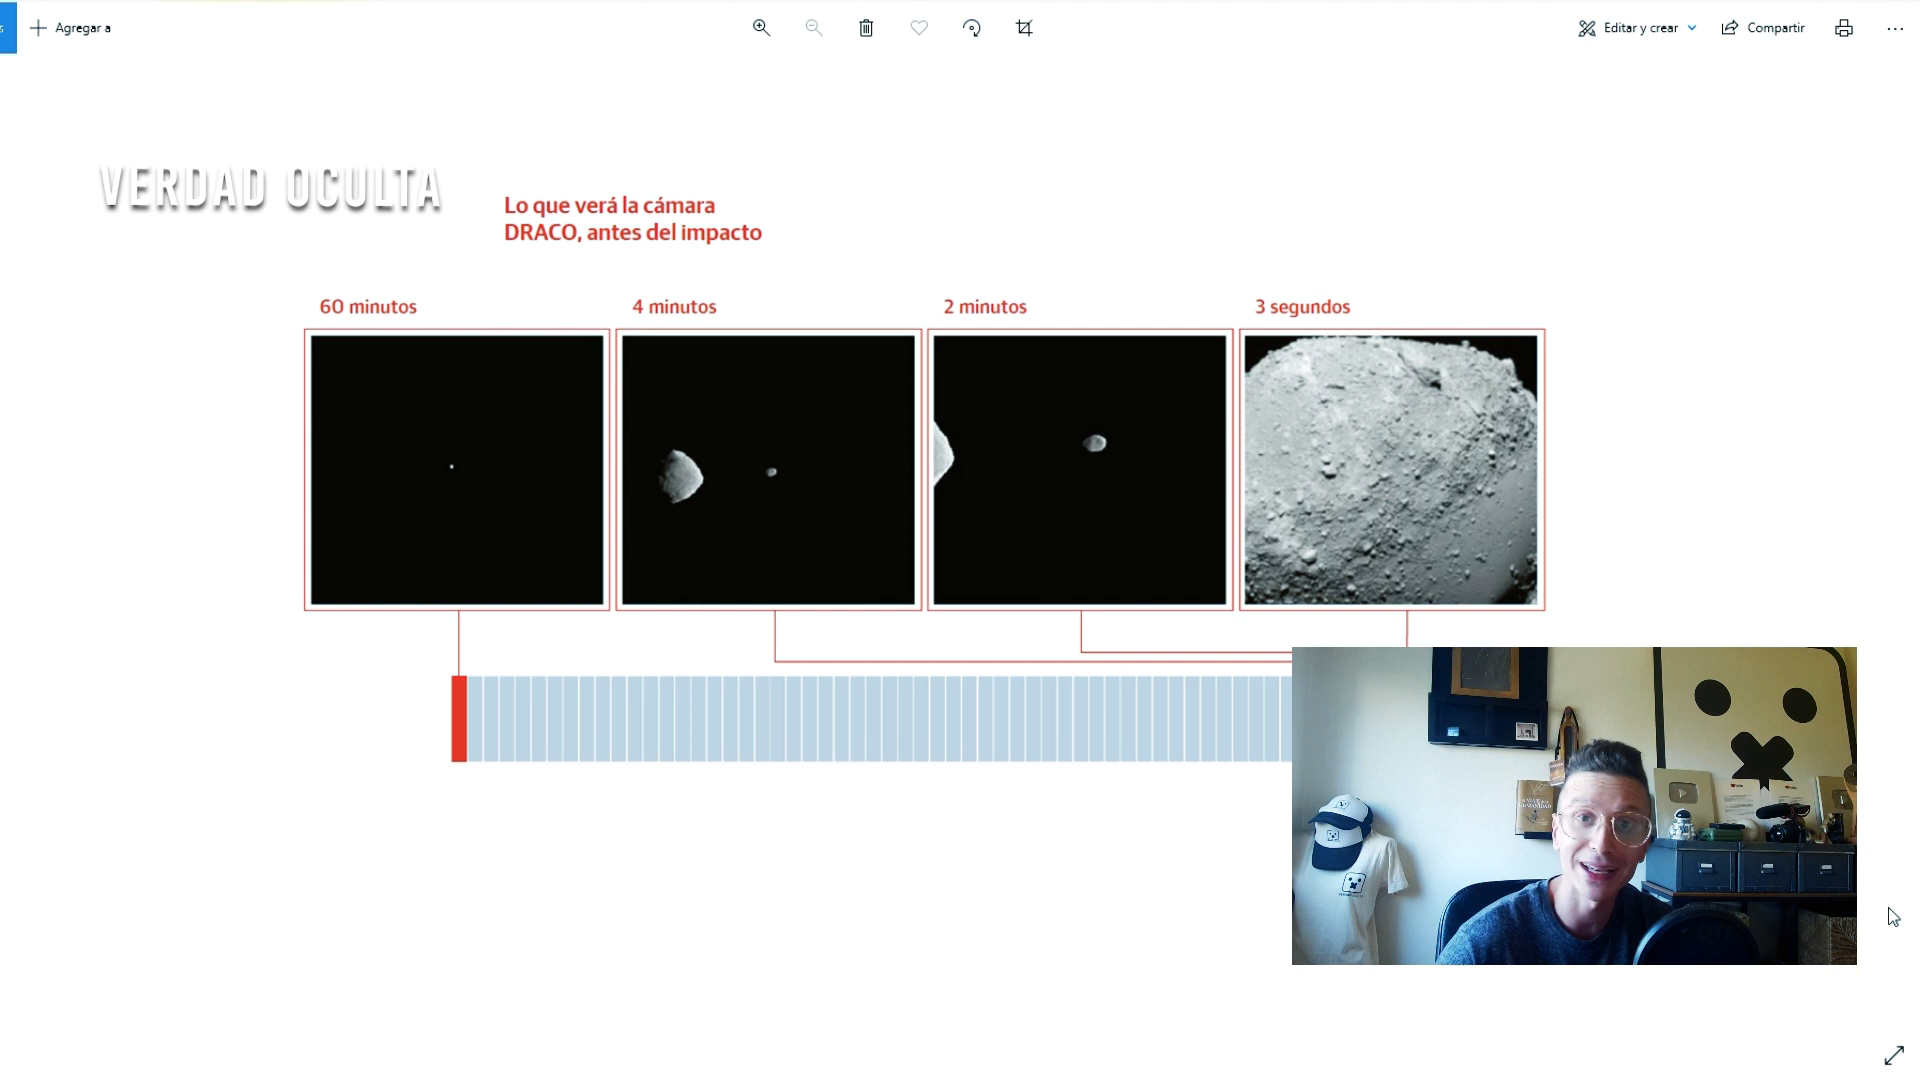 Agregar a
Editar y crear
Compartir
VERDAD OCULTA
Lo que verá la cámara
DRACO, antes del impacto
60 minutos
4 minutos
2 minutos
3 segundos